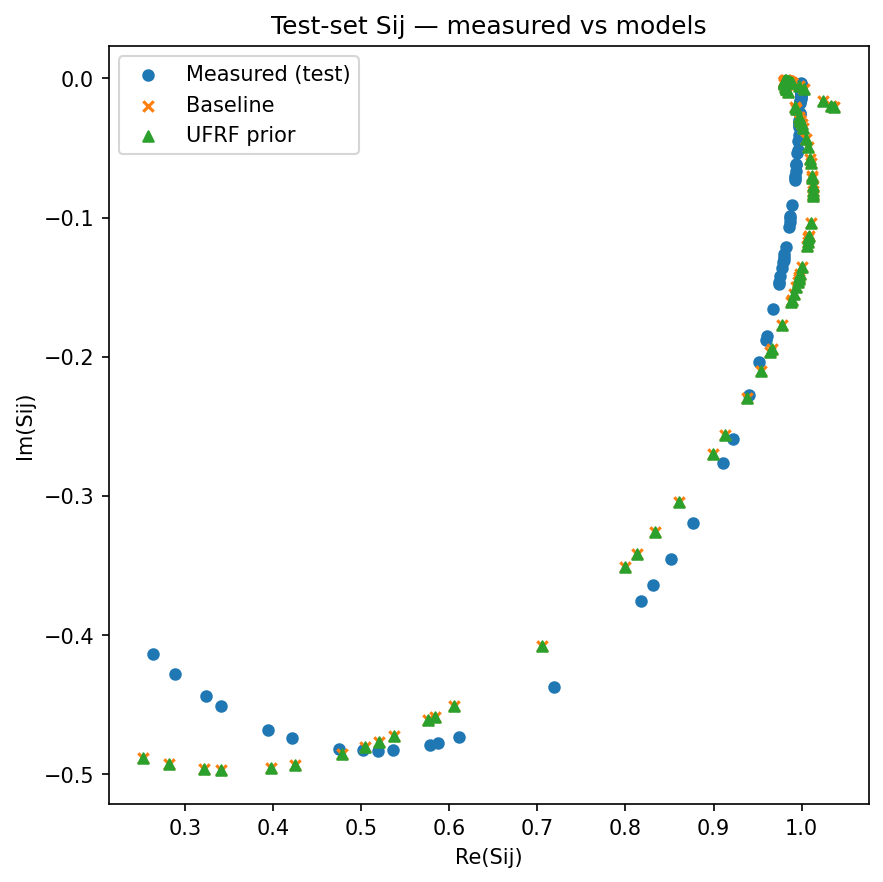 Test-set Sij — measured vs models
Measured (test)
Baseline
UFRF prior
0.0
−0.1
−0.2
−0.3
−0.4
−0.5
Im(Sij)
0.3 0.4 0.5 0.6 0.7 0.8 0.9 1.0
Re(Sij)